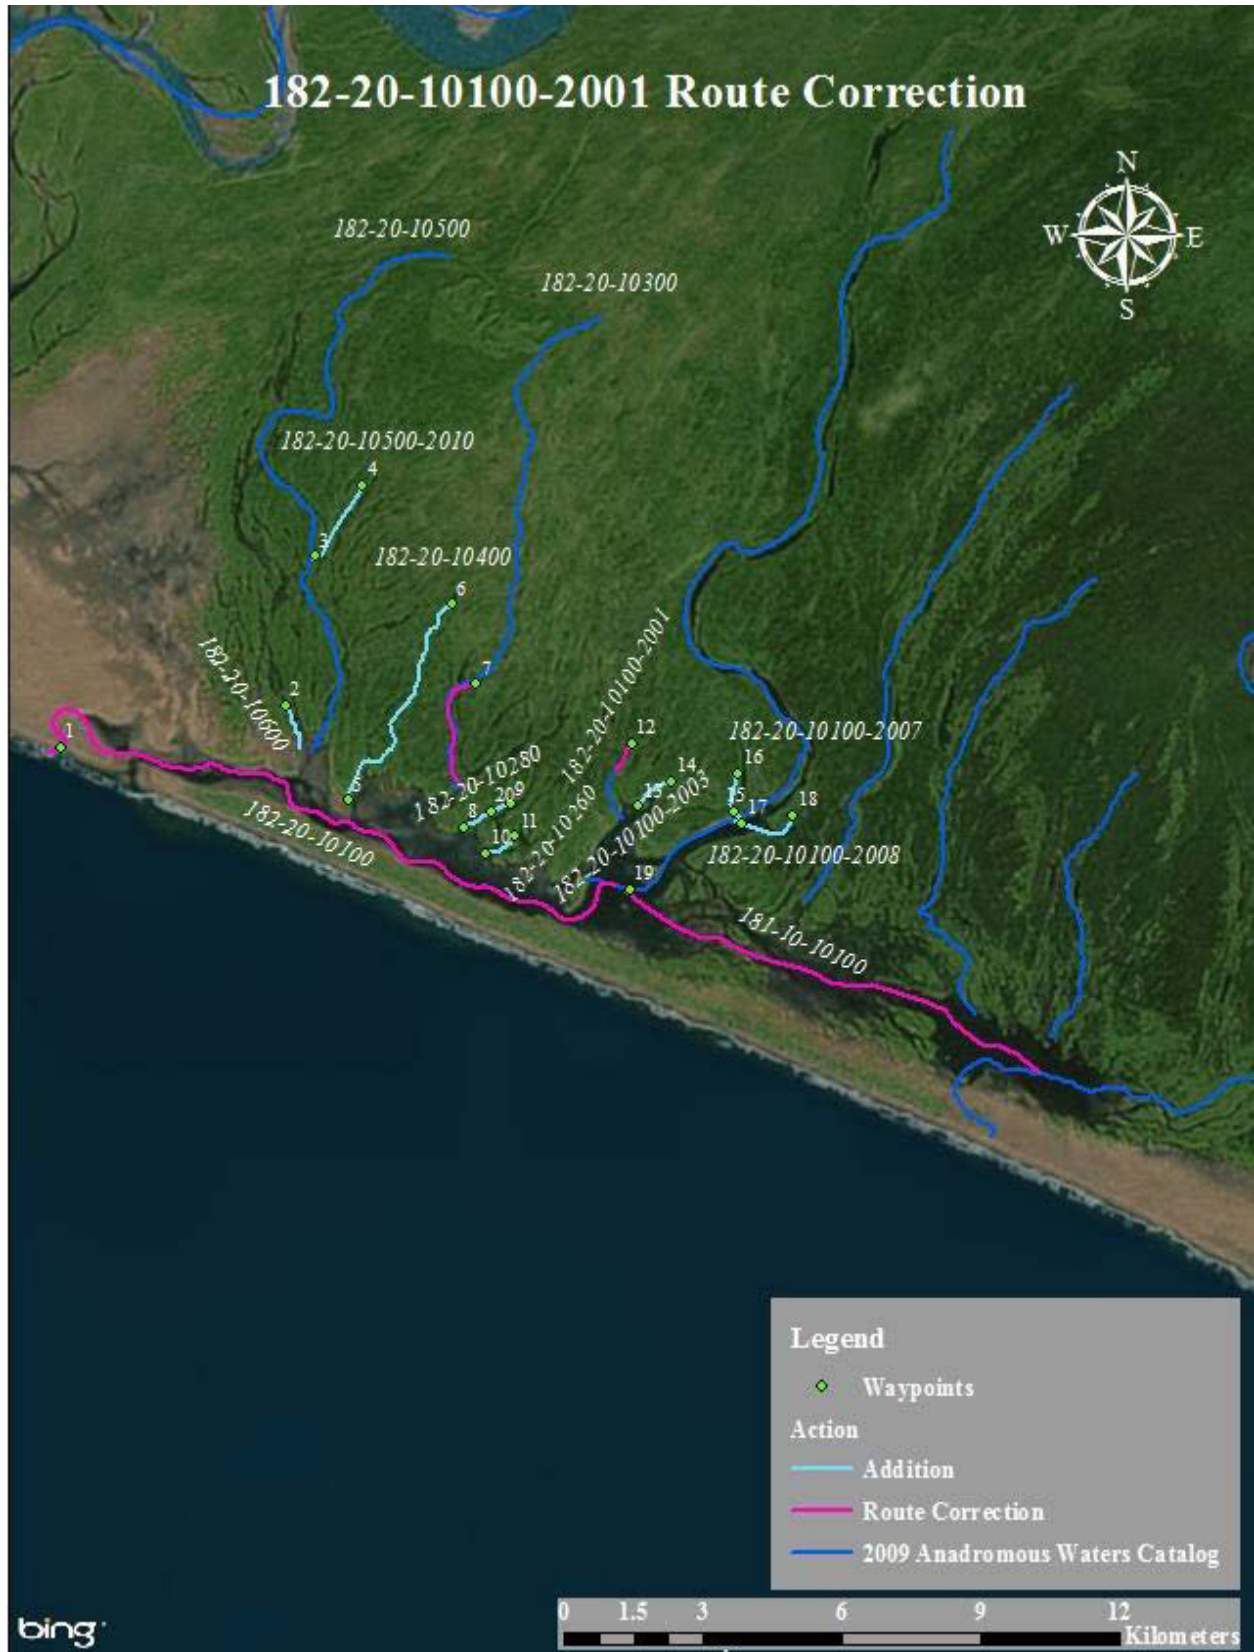 182-20-10100-2001 Route Correction
N
W E
S
182-20-10500
182-20-10300
182-20-10500-2010
4
3
182-20-10400
6
182-20-10600
2
7
1
5
182-20-10100
182-20-10280
8
20
9
10
11
182-20-10260
182-20-10100-2001
12
13
14
182-20-10100-2003
182-20-10100-2007
16
15
17
18
182-20-10100-2008
19
181-10-10100
Legend
Waypoints
Action
Addition
Route Correction
2009 Anadromous Waters Catalog
0 1.5 3 6 9 12
Kilometers
bing